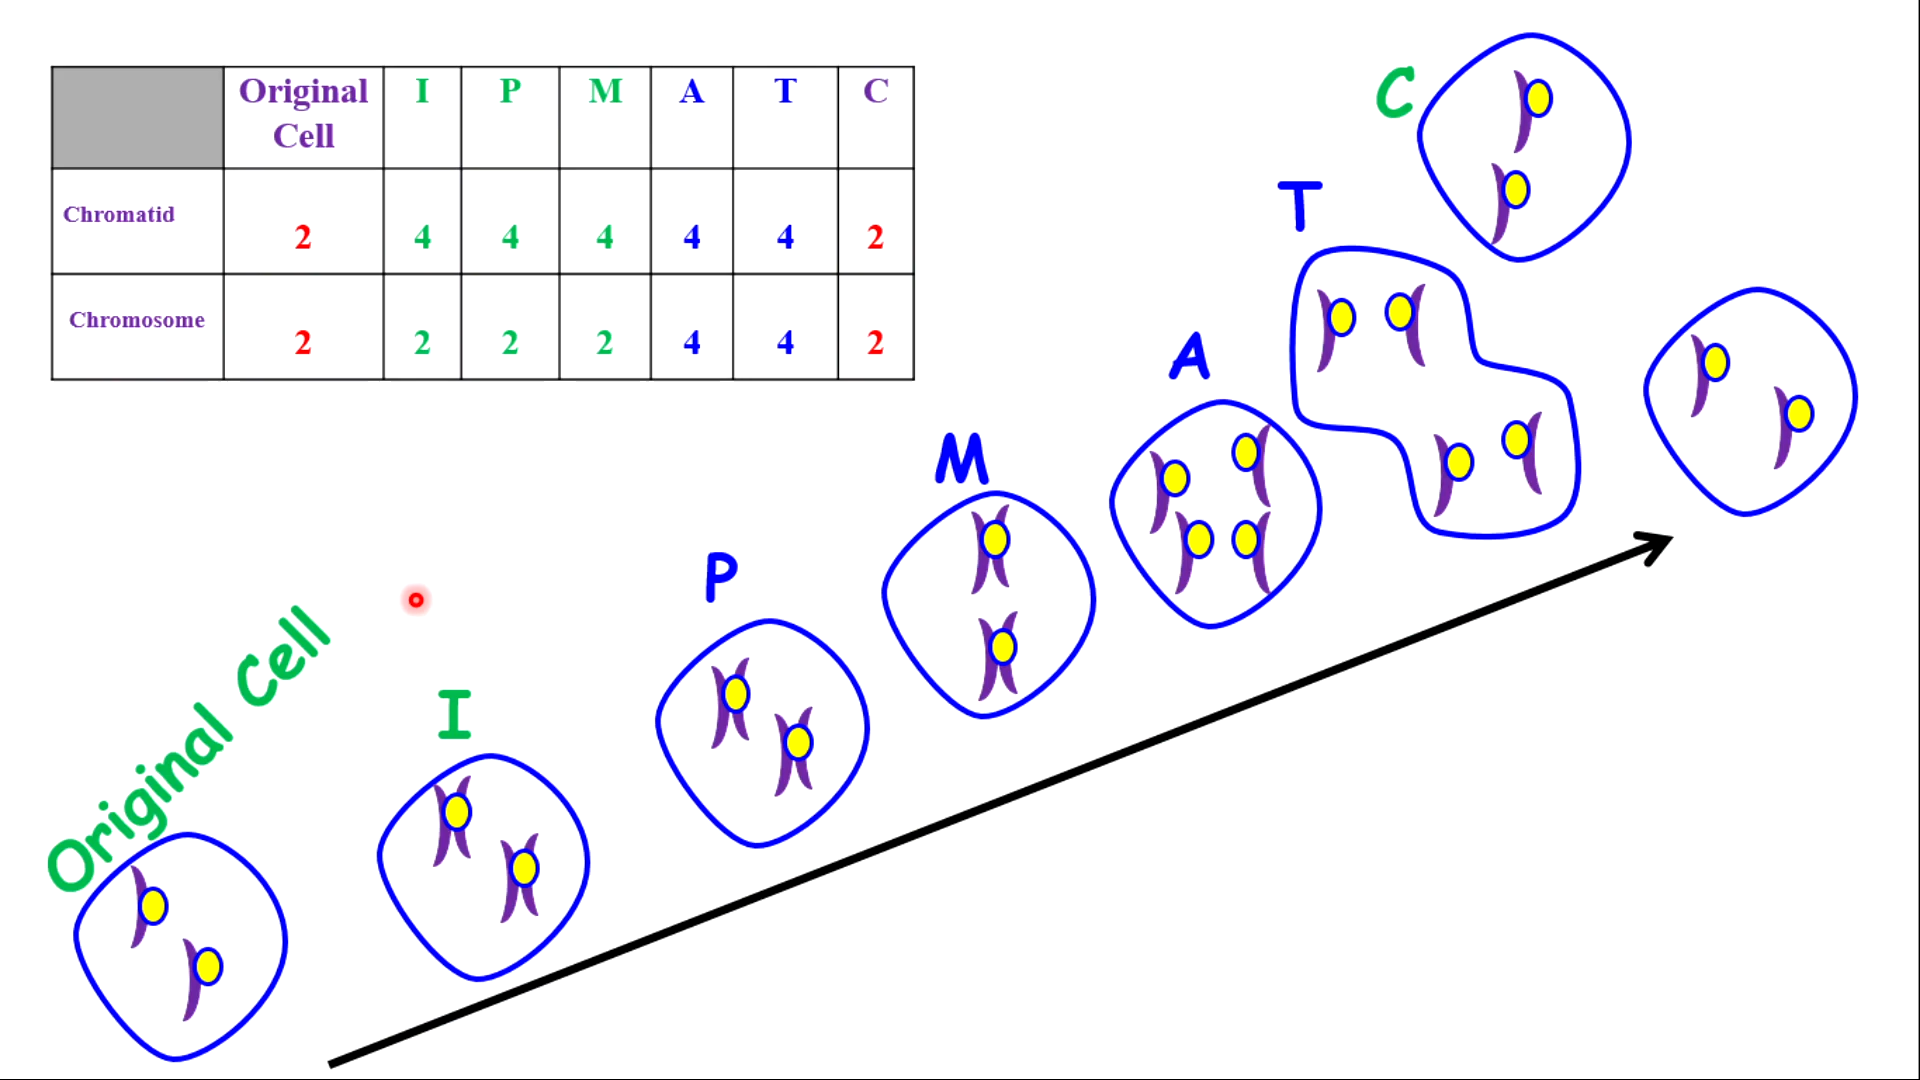 Original Cell I P M A T C
Chromatid 2 4 4 4 4 4 2
Chromosome 2 2 2 2 4 4 2
C
T
A
M
P
I
Original Cell